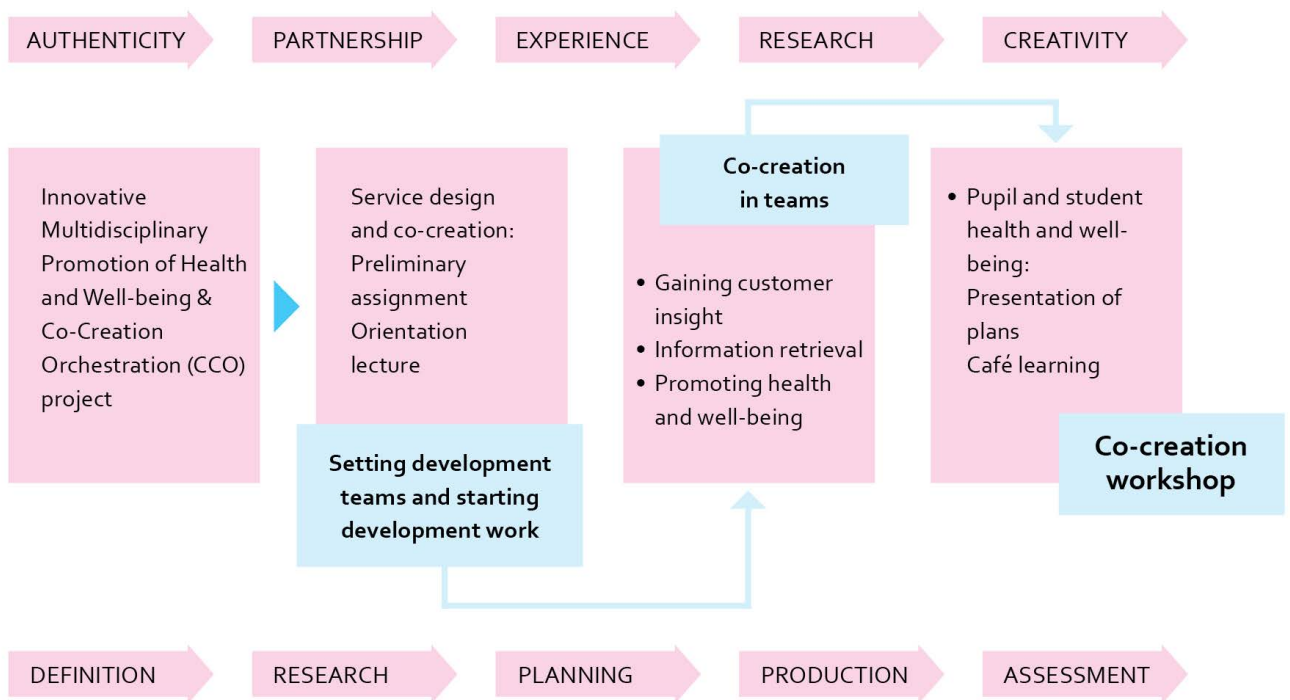 AUTHENTICITY
PARTNERSHIP
EXPERIENCE
RESEARCH
CREATIVITY
Innovative
Multidisciplinary
Promotion of Health
and Well-being &
Co-Creation
Orchestration (CCO)
project
Service design
and co-creation:
Preliminary
assignment
Orientation
lecture
Setting development
teams and starting
development work
Co-creation
in teams
• Gaining customer
insight
• Information retrieval
• Promoting health
and well-being
• Pupil and student
health and well-
being:
Presentation of
plans
Café learning
Co-creation
workshop
DEFINITION
RESEARCH
PLANNING
PRODUCTION
ASSESSMENT